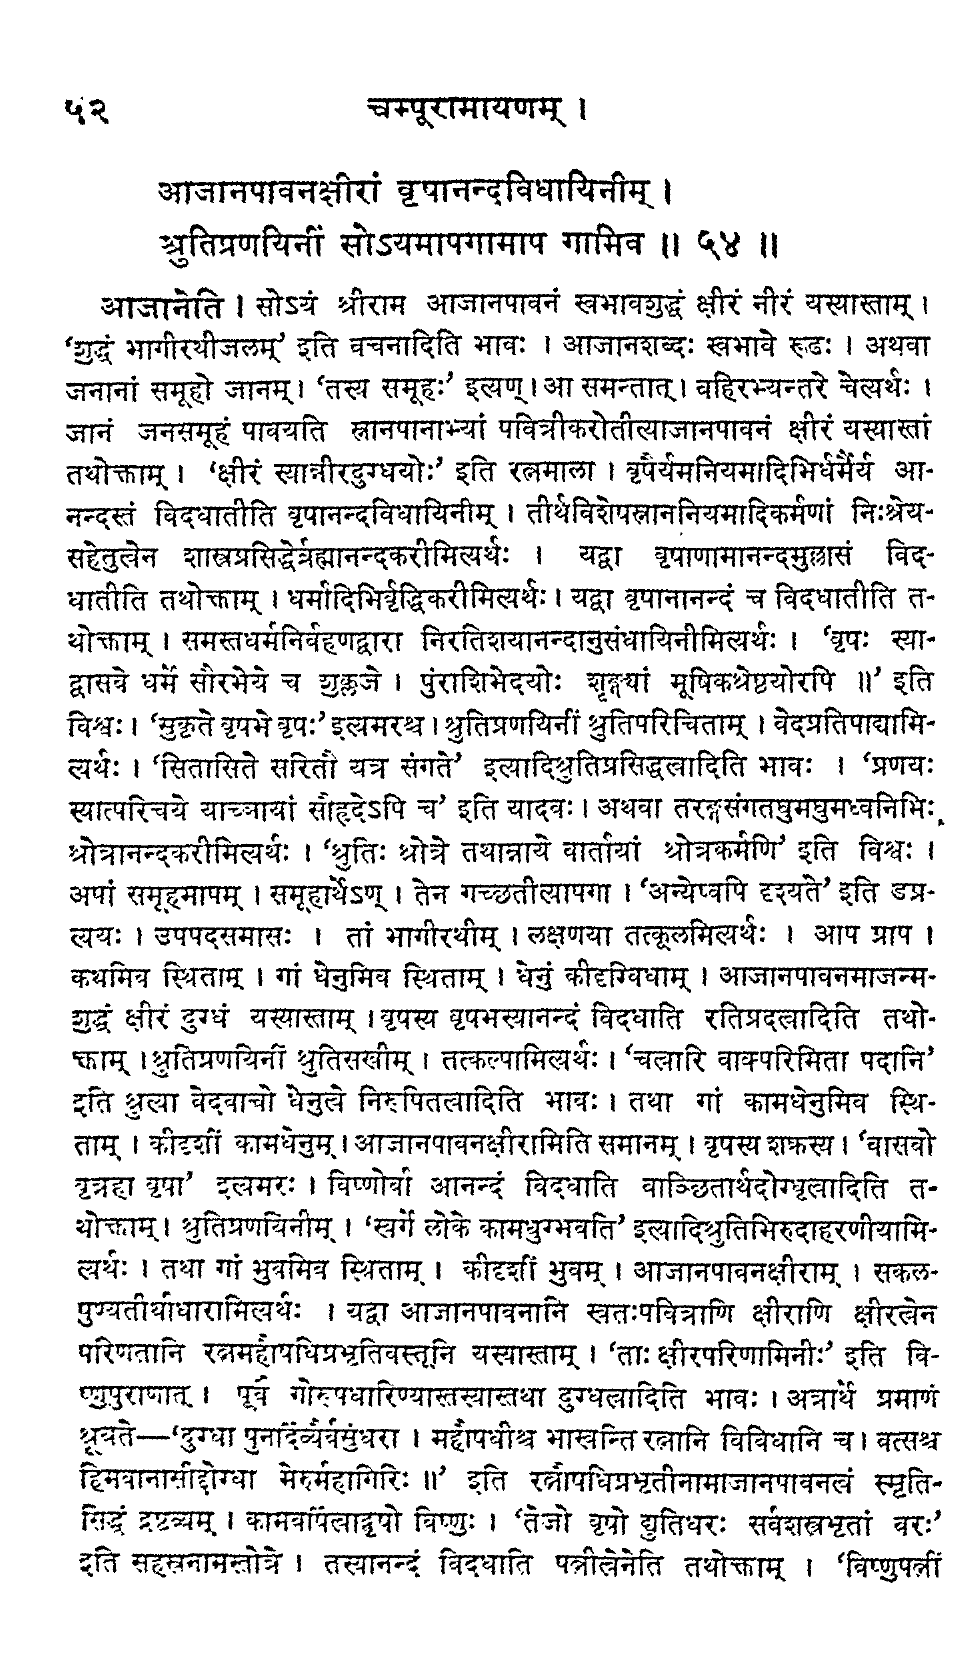 ५२ चम्पूरामायणम् ।
आजानपावनक्षीरां वृषानन्दविधायिनीम् ।
श्रुतिप्रणयिनीं सोऽयमापगामाप गामिव ॥ ५४ ॥
आजानेति । सोऽयं श्रीराम आजानपावनं स्वभावशुद्धं क्षीरं नीरं यस्यास्ताम् ।
‘शुद्धं भागीरथीजलम्’ इति वचनादिति भावः । आजानशब्दः स्वभावे रूढः । अथवा
जनानां समूहो जानम् । ‘तस्य समूहः’ इत्यण् । आ समन्तात् । बहिरभ्यन्तरे चेत्यर्थः ।
जानं जनसमूहं पावयति स्नानपानाभ्यां पवित्रीकरोतीत्याजानपावनं क्षीरं यस्यास्तां
तथोक्ताम् । ‘क्षीरं स्यान्नीरदुग्धयोः’ इति रत्नमाला । वृषैर्यमनियमादिभिर्धर्मैर्य आ-
नन्दस्तं विदधातीति वृषानन्दविधायिनीम् । तीर्थविशेषस्नाननियमादिकर्मणां निःश्रेय-
सहेतुत्वेन शास्त्रप्रसिद्धेर्ब्रह्मानन्दकरीमित्यर्थः । यद्वा वृषाणामानन्दमुल्लासं विद-
धातीति तथोक्ताम् । धर्मादिभिर्वृद्धिकरीमित्यर्थः । यद्वा वृषानानन्दं च विदधातीति त-
थोक्ताम् । समस्तधर्मनिर्वहणद्वारा निरतिशयानन्दानुसंधायिनीमित्यर्थः । ‘वृषः स्या-
द्वासवे धर्मे सौरभेये च शुक्रजे । पुंराशिभेदयोः शृङ्ग्यां मूषिकश्रेष्ठयोरपि ॥’ इति
विश्वः । ‘सुकृते वृषभे वृषः’ इत्यमरश्च । श्रुतिप्रणयिनीं श्रुतिपरिचिताम् । वेदप्रतिपाद्यामि-
त्यर्थः । ‘सितासिते सरितौ यत्र संगते’ इत्यादिश्रुतिप्रसिद्धत्वादिति भावः । ‘प्रणयः
स्यात्परिचये याच्ञायां सौहृदेऽपि च’ इति यादवः । अथवा तरङ्गसंगतघुमघुमध्वनिभिः
श्रोत्रानन्दकरीमित्यर्थः । ‘श्रुतिः श्रोत्रे तथाम्नाये वार्तायां श्रोत्रकर्मणि’ इति विश्वः ।
अपां समूहमापम् । समूहार्थेऽण् । तेन गच्छतीत्यापगा । ‘अन्येष्वपि दृश्यते’ इति डप्र-
त्ययः । उपपदसमासः । तां भागीरथीम् । लक्षणया तत्कूलमित्यर्थः । आप प्राप ।
कथमिव स्थिताम् । गां धेनुमिव स्थिताम् । धेनुं कीदृग्विधाम् । आजानपावनमाजन्म-
शुद्धं क्षीरं दुग्धं यस्यास्ताम् । वृषस्य वृषभस्यानन्दं विदधाति रतिप्रदत्वादिति तथो-
क्ताम् । श्रुतिप्रणयिनीं श्रुतिसखीम् । तत्कल्पामित्यर्थः । ‘चत्वारि वाक्परिमिता पदानि’
इति श्रुत्या वेदवाचो धेनुत्वे निरूपितत्वादिति भावः । तथा गां कामधेनुमिव स्थि-
ताम् । कीदृशीं कामधेनुम् । आजानपावनक्षीरामिति समानम् । वृषस्य शक्रस्य । ‘वासवो
वृत्रहा वृषा’ इत्यमरः । विष्णोर्वा आनन्दं विदधाति वाञ्छितार्थदोग्धृत्वादिति त-
थोक्ताम् । श्रुतिप्रणयिनीम् । ‘स्वर्गे लोके कामधुग्भवति’ इत्यादिश्रुतिभिरुदाहरणीयामि-
त्यर्थः । तथा गां भुवमिव स्थिताम् । कीदृशीं भुवम् । आजानपावनक्षीराम् । सकल-
पुण्यतीर्थाधारामित्यर्थः । यद्वा आजानपावनानि स्वतःपवित्राणि क्षीराणि क्षीरत्वेन
परिणतानि रत्नमहौषधिप्रभृतिवस्तूनि यस्यास्ताम् । ‘ताः क्षीरपरिणामिनीः’ इति वि-
ष्णुपुराणात् । पूर्वं गोरूपधारिण्यास्तस्यास्तथा दुग्धत्वादिति भावः । अत्रार्थे प्रमाणं
श्रूयते—‘दुग्धा पुनर्दिव्यैर्वसुंधरा । महौषधीश्च भास्वन्ति रत्नानि विविधानि च । वत्सश्च
हिमवानासीद्दोग्धा मेरुर्महागिरिः ॥’ इति रत्नौषधिप्रभृतीनामाजानपावनत्वं स्मृति-
सिद्धं द्रष्टव्यम् । कामवर्षित्वाद्वृषो विष्णुः । ‘तेजो वृषो द्युतिधरः सर्वशस्त्रभृतां वरः’
इति सहस्रनामस्तोत्रे । तस्यानन्दं विदधाति पत्नीत्वेनेति तथोक्ताम् । ‘विष्णुपत्नीं